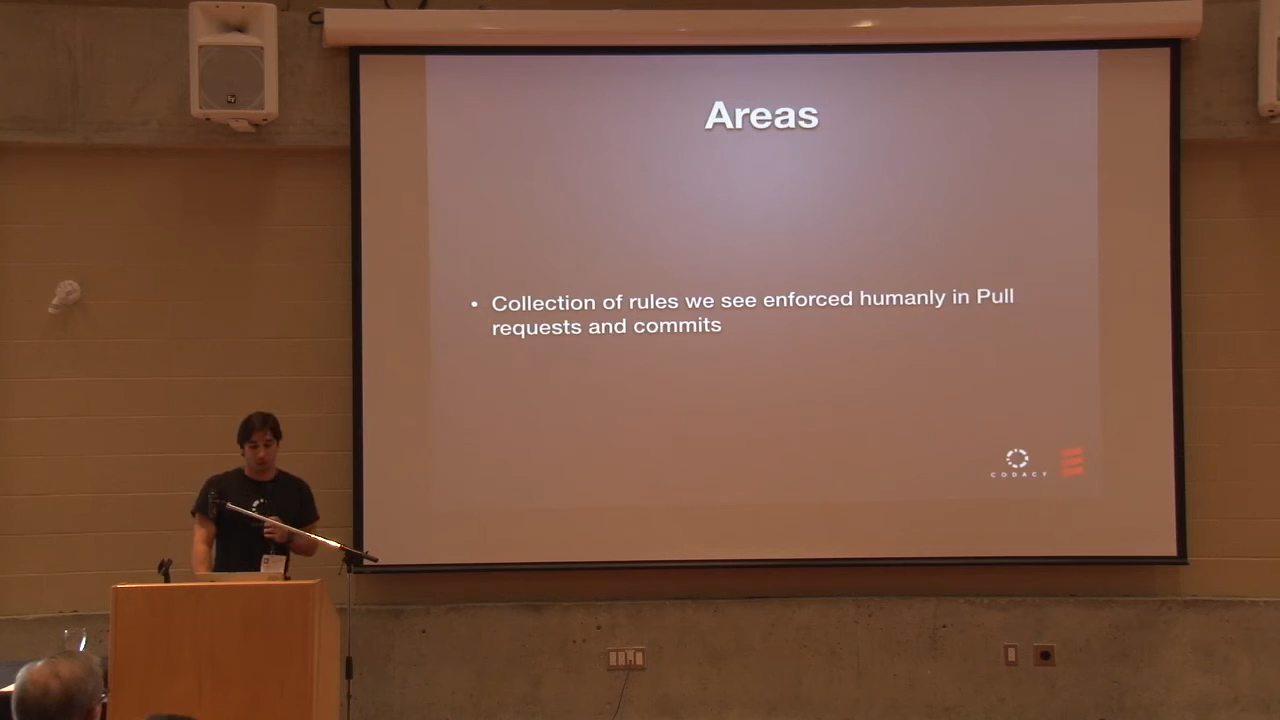 Areas
• Collection of rules we see enforced humanly in Pull
requests and commits
CODACY